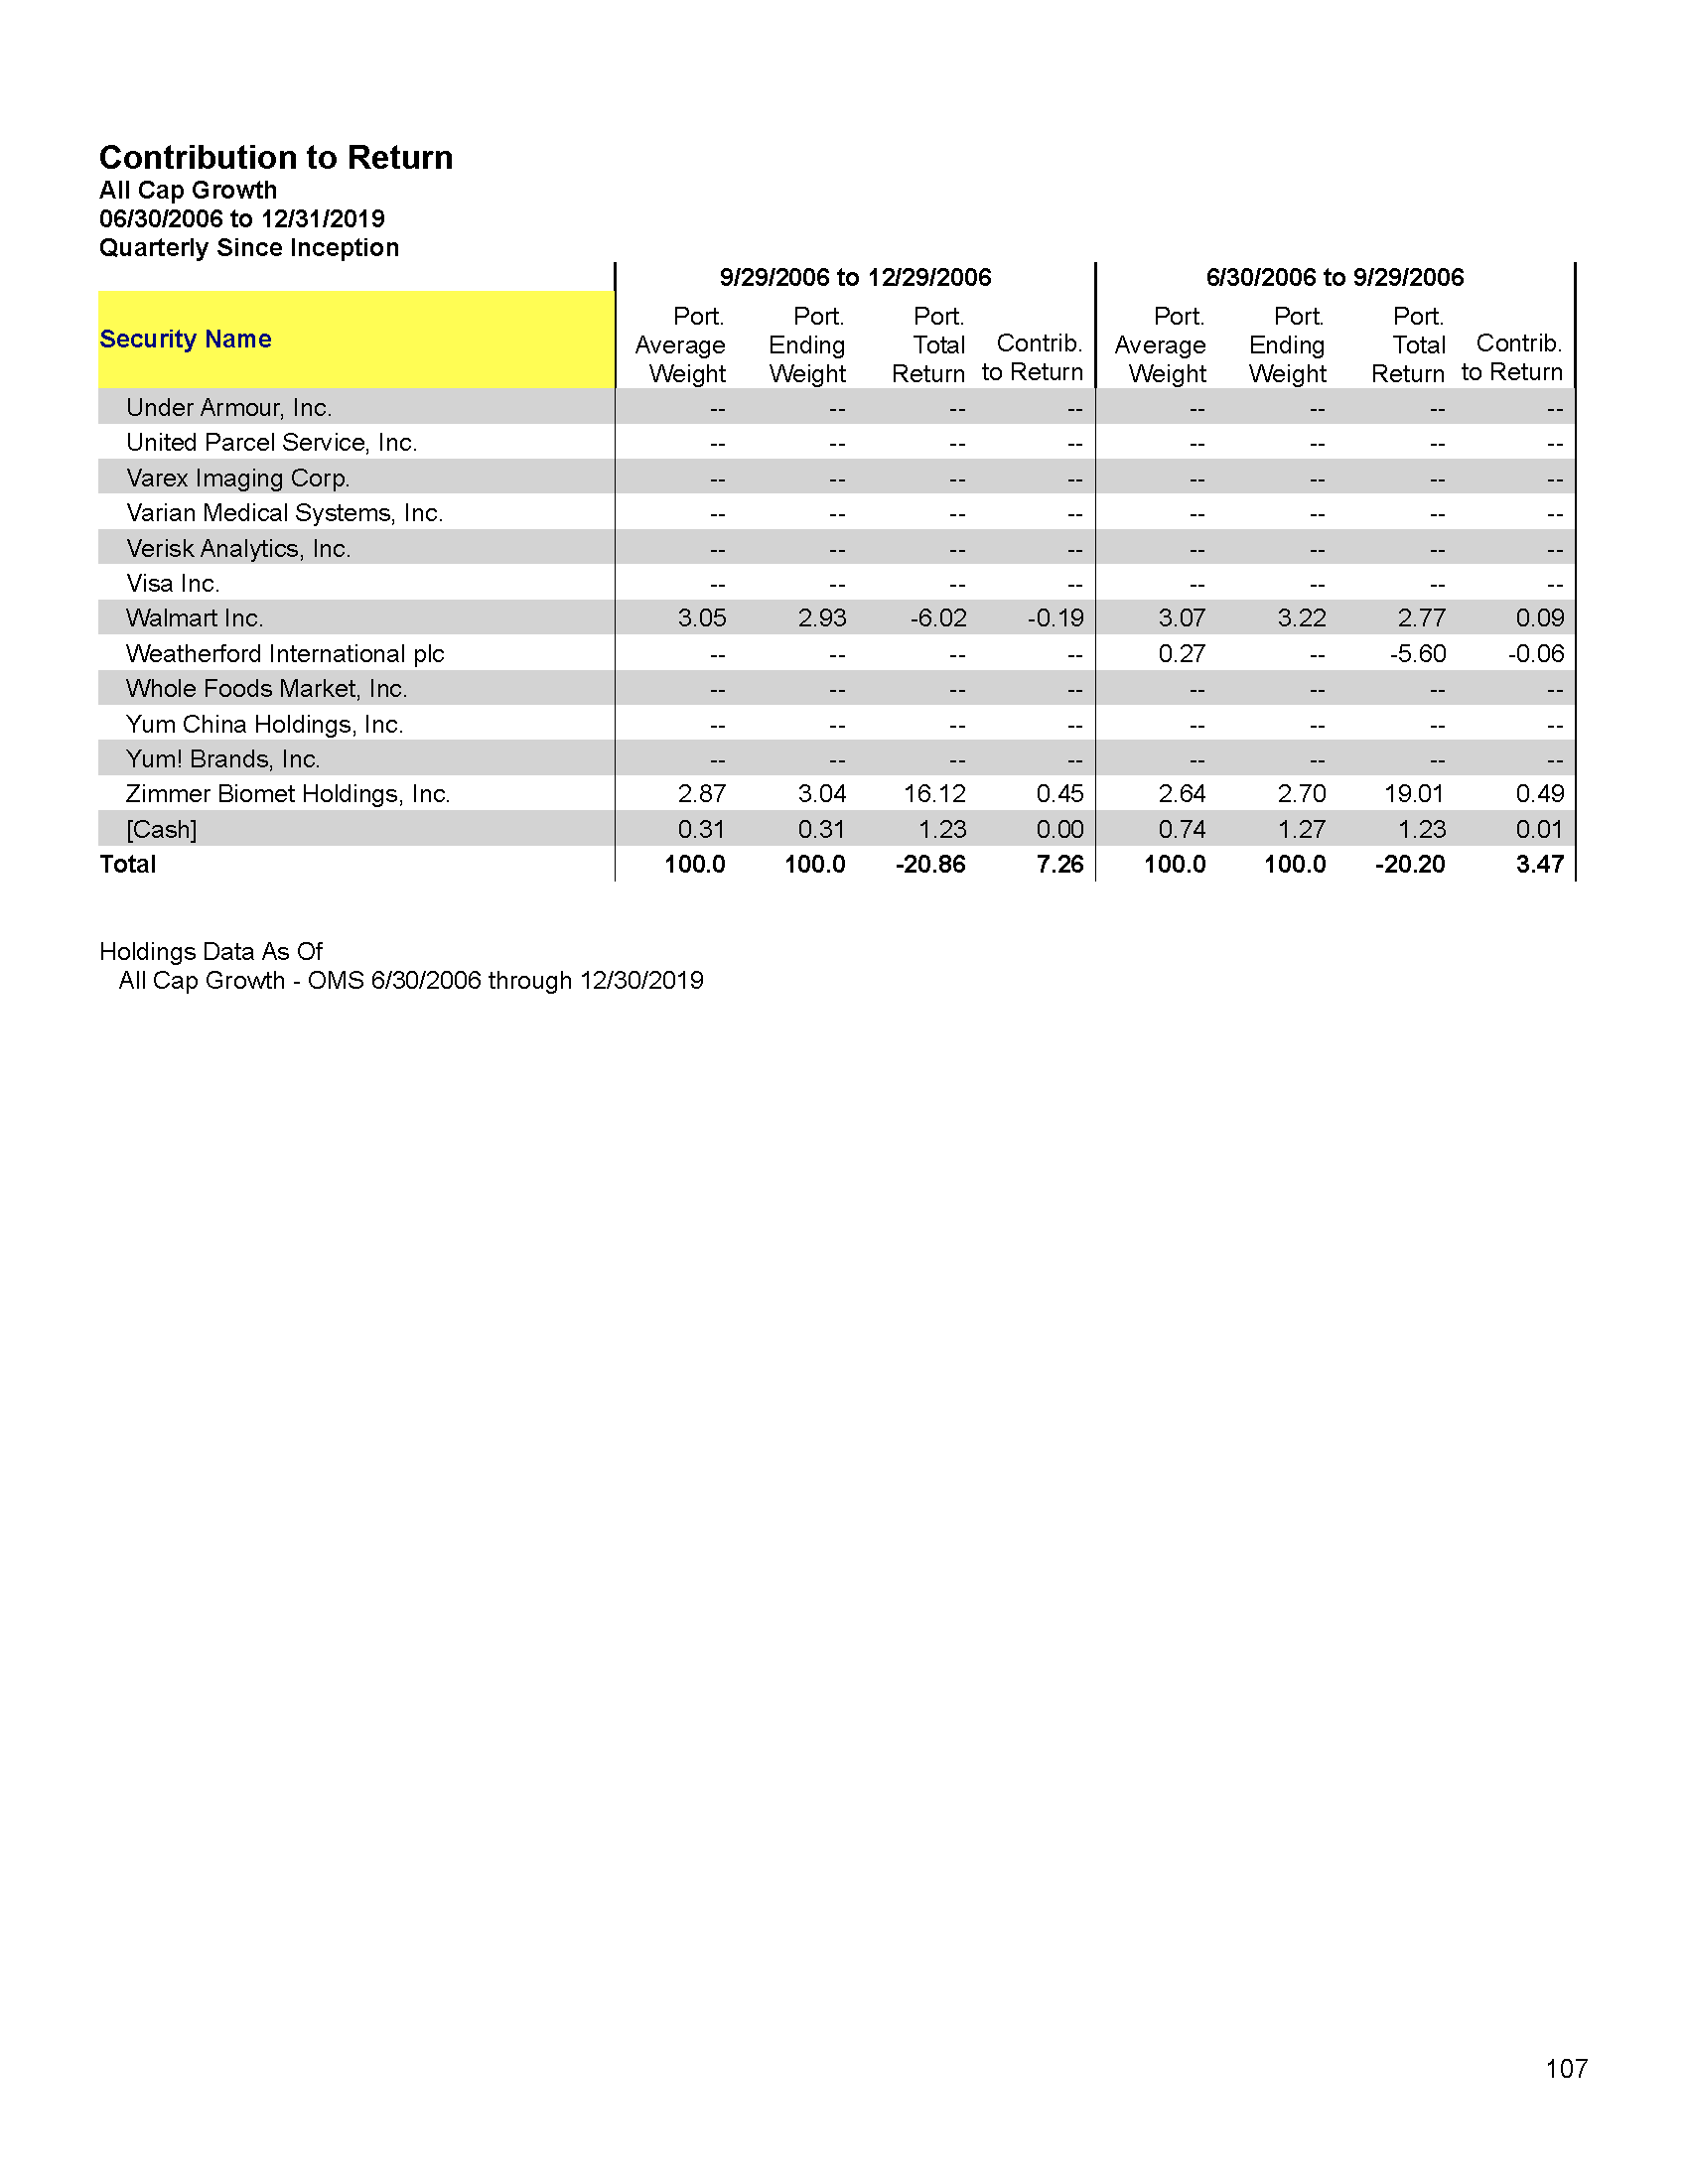 Contribution to Return
All Cap Growth
06/30/2006 to 12/31/2019
Quarterly Since Inception
9/29/2006 to 12/29/2006 6/30/2006 to 9/29/2006
Security Name Port. Average Weight Port. Ending Weight Port. Total Return Contrib. to Return Port. Average Weight Port. Ending Weight Port. Total Return Contrib. to Return
Under Armour, Inc. -- -- -- -- -- -- -- --
United Parcel Service, Inc. -- -- -- -- -- -- -- --
Varex Imaging Corp. -- -- -- -- -- -- -- --
Varian Medical Systems, Inc. -- -- -- -- -- -- -- --
Verisk Analytics, Inc. -- -- -- -- -- -- -- --
Visa Inc. -- -- -- -- -- -- -- --
Walmart Inc. 3.05 2.93 -6.02 -0.19 3.07 3.22 2.77 0.09
Weatherford International plc -- -- -- -- 0.27 -- -5.60 -0.06
Whole Foods Market, Inc. -- -- -- -- -- -- -- --
Yum China Holdings, Inc. -- -- -- -- -- -- -- --
Yum! Brands, Inc. -- -- -- -- -- -- -- --
Zimmer Biomet Holdings, Inc. 2.87 3.04 16.12 0.45 2.64 2.70 19.01 0.49
[Cash] 0.31 0.31 1.23 0.00 0.74 1.27 1.23 0.01
Total 100.0 100.0 -20.86 7.26 100.0 100.0 -20.20 3.47
Holdings Data As Of
All Cap Growth - OMS 6/30/2006 through 12/30/2019
107